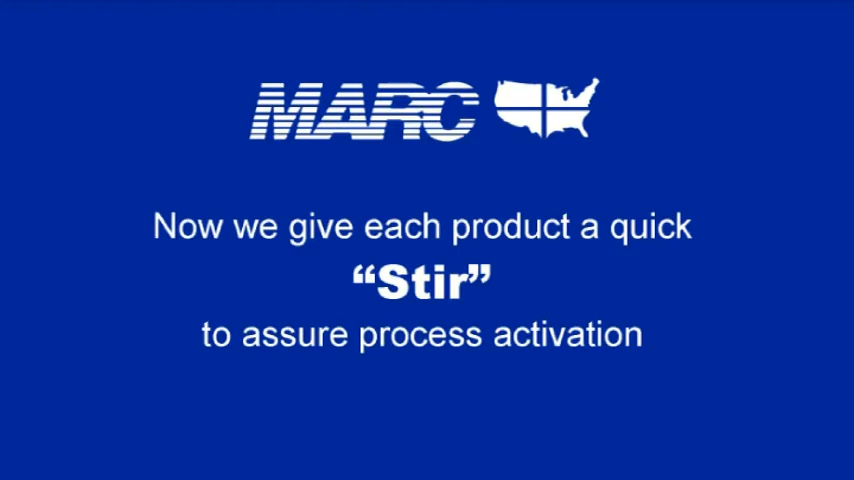 MARC
Now we give each product a quick
“Stir”
to assure process activation